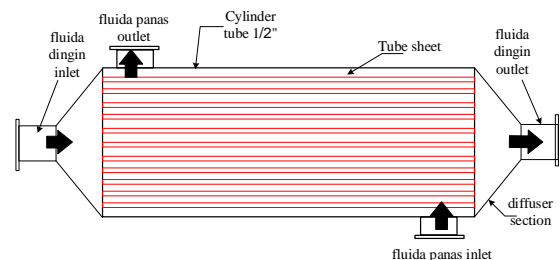 fluida panas
outlet
Cylinder
tube 1/2"
Tube sheet
fluida
dingin
inlet
fluida
dingin
outlet
diffuser
section
fluida panas inlet